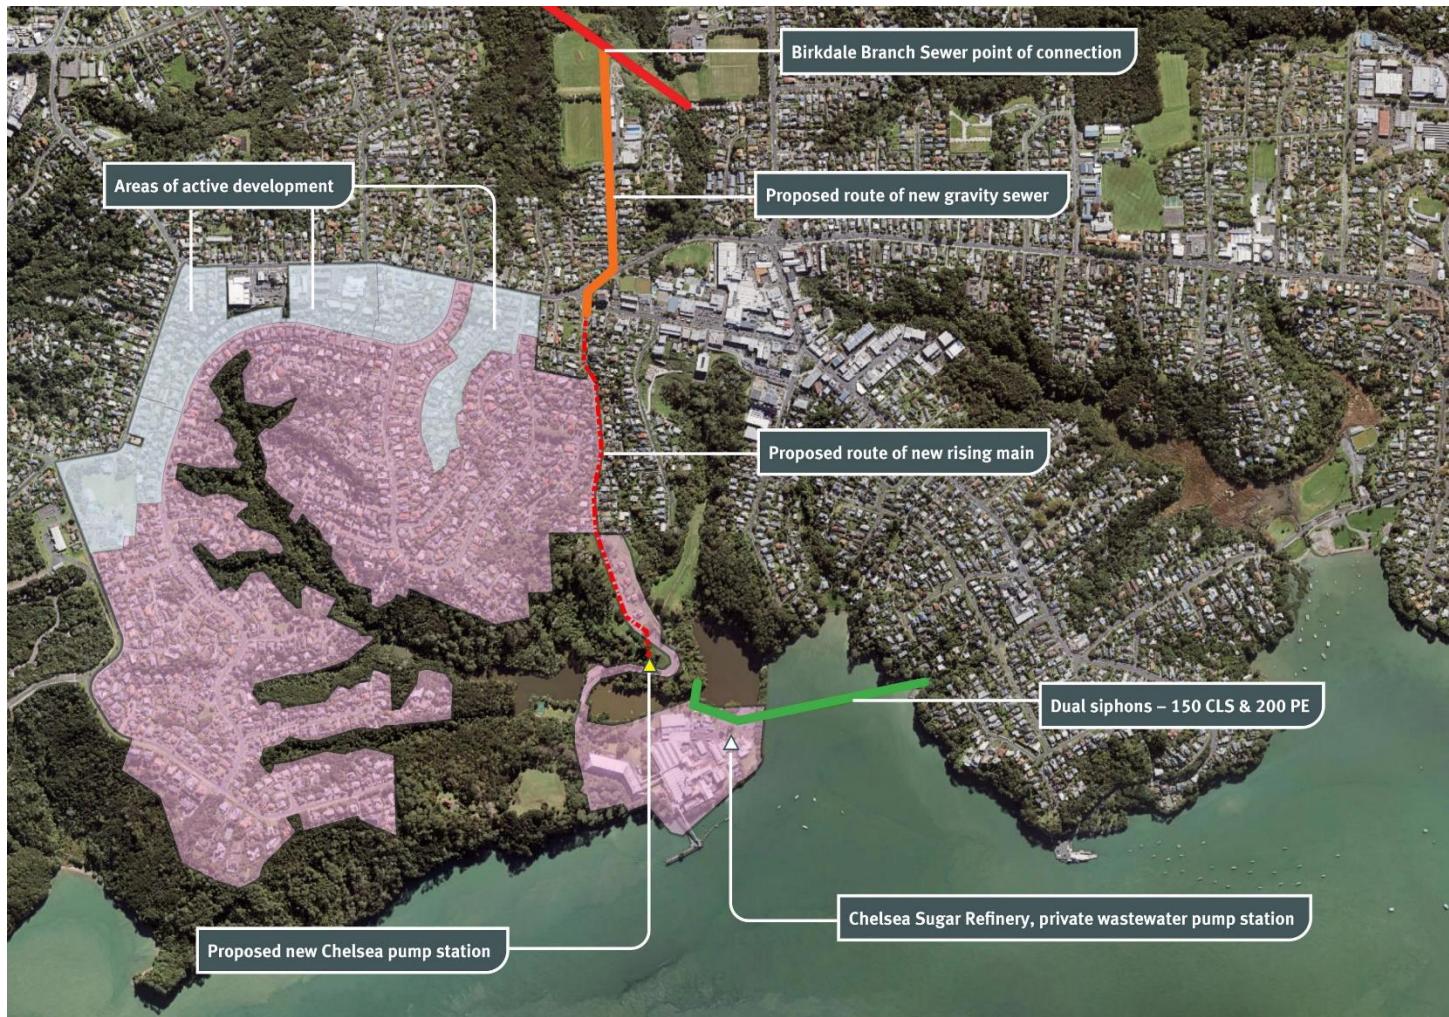 Birkdale Branch Sewer point of connection
Areas of active development
Proposed route of new gravity sewer
Proposed route of new rising main
Dual siphons – 150 CLS & 200 PE
Chelsea Sugar Refinery, private wastewater pump station
Proposed new Chelsea pump station